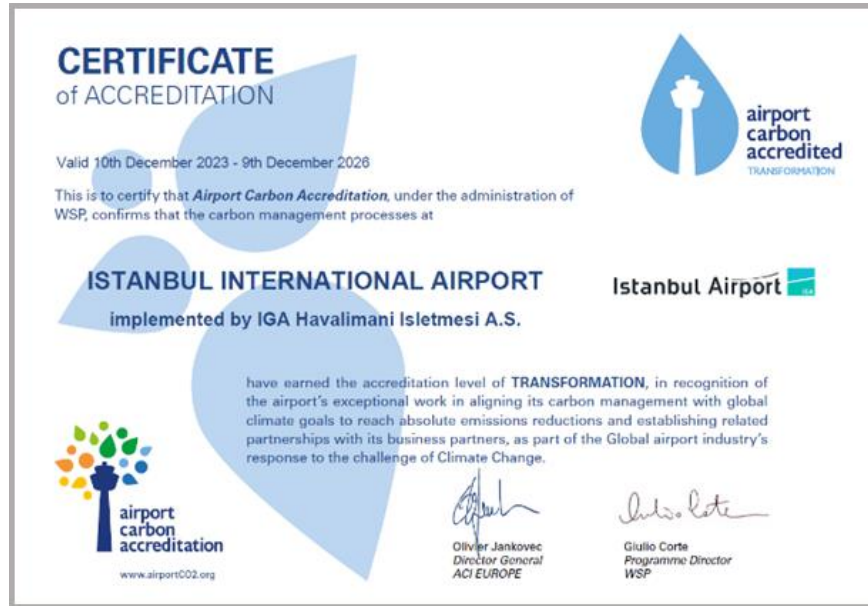 CERTIFICATE
of ACCREDITATION
airport
carbon
accredited
TRANSFORMATION
Valid 10th December 2023 - 9th December 2026
This is to certify that Airport Carbon Accreditation, under the administration of
WSP, confirms that the carbon management processes at
ISTANBUL INTERNATIONAL AIRPORT
Istanbul Airport
IGA
implemented by IGA Havalimani Isletmesi A.S.
have earned the accreditation level of TRANSFORMATION, in recognition of
the airport's exceptional work in aligning its carbon management with global
climate goals to reach absolute emissions reductions and establishing related
partnerships with its business partners, as part of the Global airport industry's
response to the challenge of Climate Change.
airport
carbon
accreditation
www.airportCO2.org
Olivier Jankovec
Director General
ACI EUROPE
Giulio Corte
Programme Director
WSP